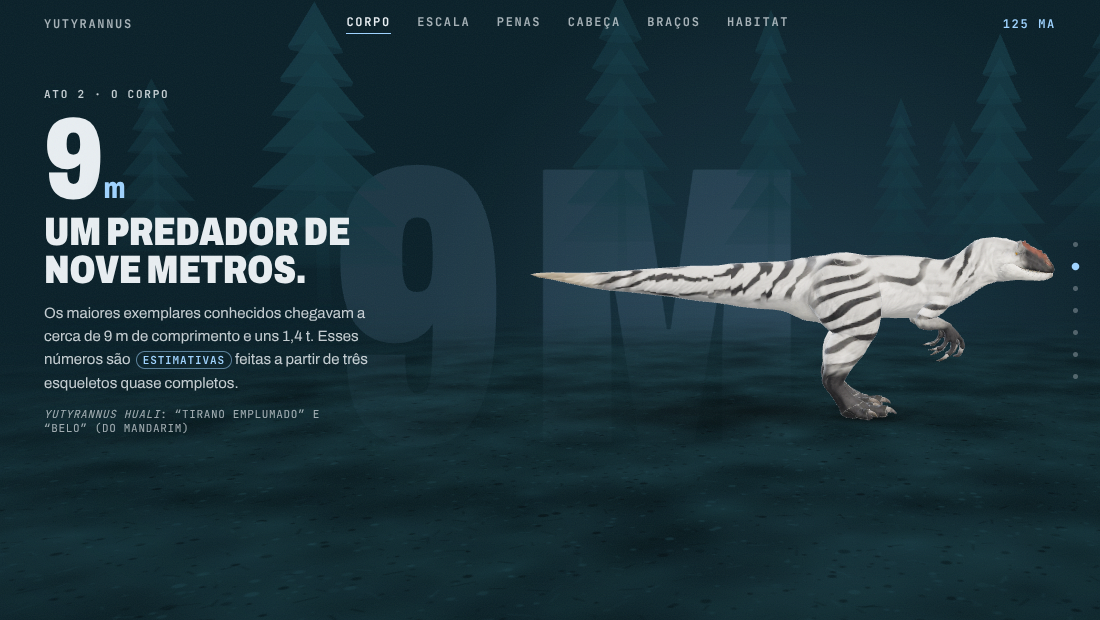 YUTYRANNUS
CORPO ESCALA PENAS CABEÇA BRAÇOS HABITAT
125 MA
ATO 2 · O CORPO
9 m
9 M
UM PREDADOR DE
NOVE METROS.
Os maiores exemplares conhecidos chegavam a
cerca de 9 m de comprimento e uns 1,4 t. Esses
números são ESTIMATIVAS feitas a partir de três
esqueletos quase completos.
YUTYRANNUS HUALI: “TIRANO EMPLUMADO” E
“BELO” (DO MANDARIM)